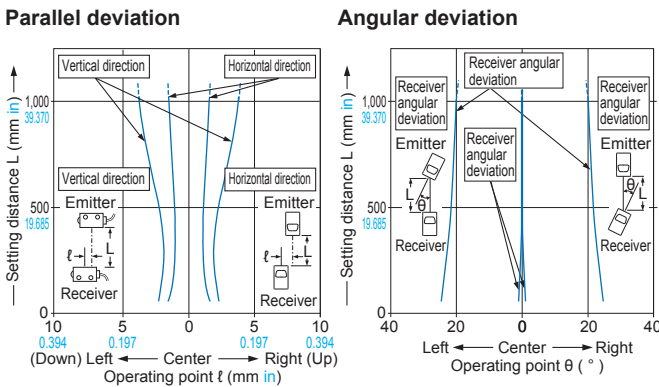 Parallel deviation
Setting distance L (mm in)
1,000
39.370
500
19.685
0
Vertical direction
Horizontal direction
Vertical direction
Emitter
L
ℓ
Receiver
Horizontal direction
Emitter
L
ℓ
Receiver
10 5 0 5 10
0.394 0.197 0.197 0.394
(Down) Left Center Right (Up)
Operating point ℓ (mm in)
Angular deviation
Setting distance L (mm in)
1,000
39.370
500
19.685
0
Receiver
angular
deviation
Emitter
L
θ
Receiver
Receiver angular
deviation
Receiver
angular
deviation
Receiver
angular
deviation
Emitter
θ
L
Receiver
40 20 0 20 40
Left Center Right
Operating point θ ( ° )